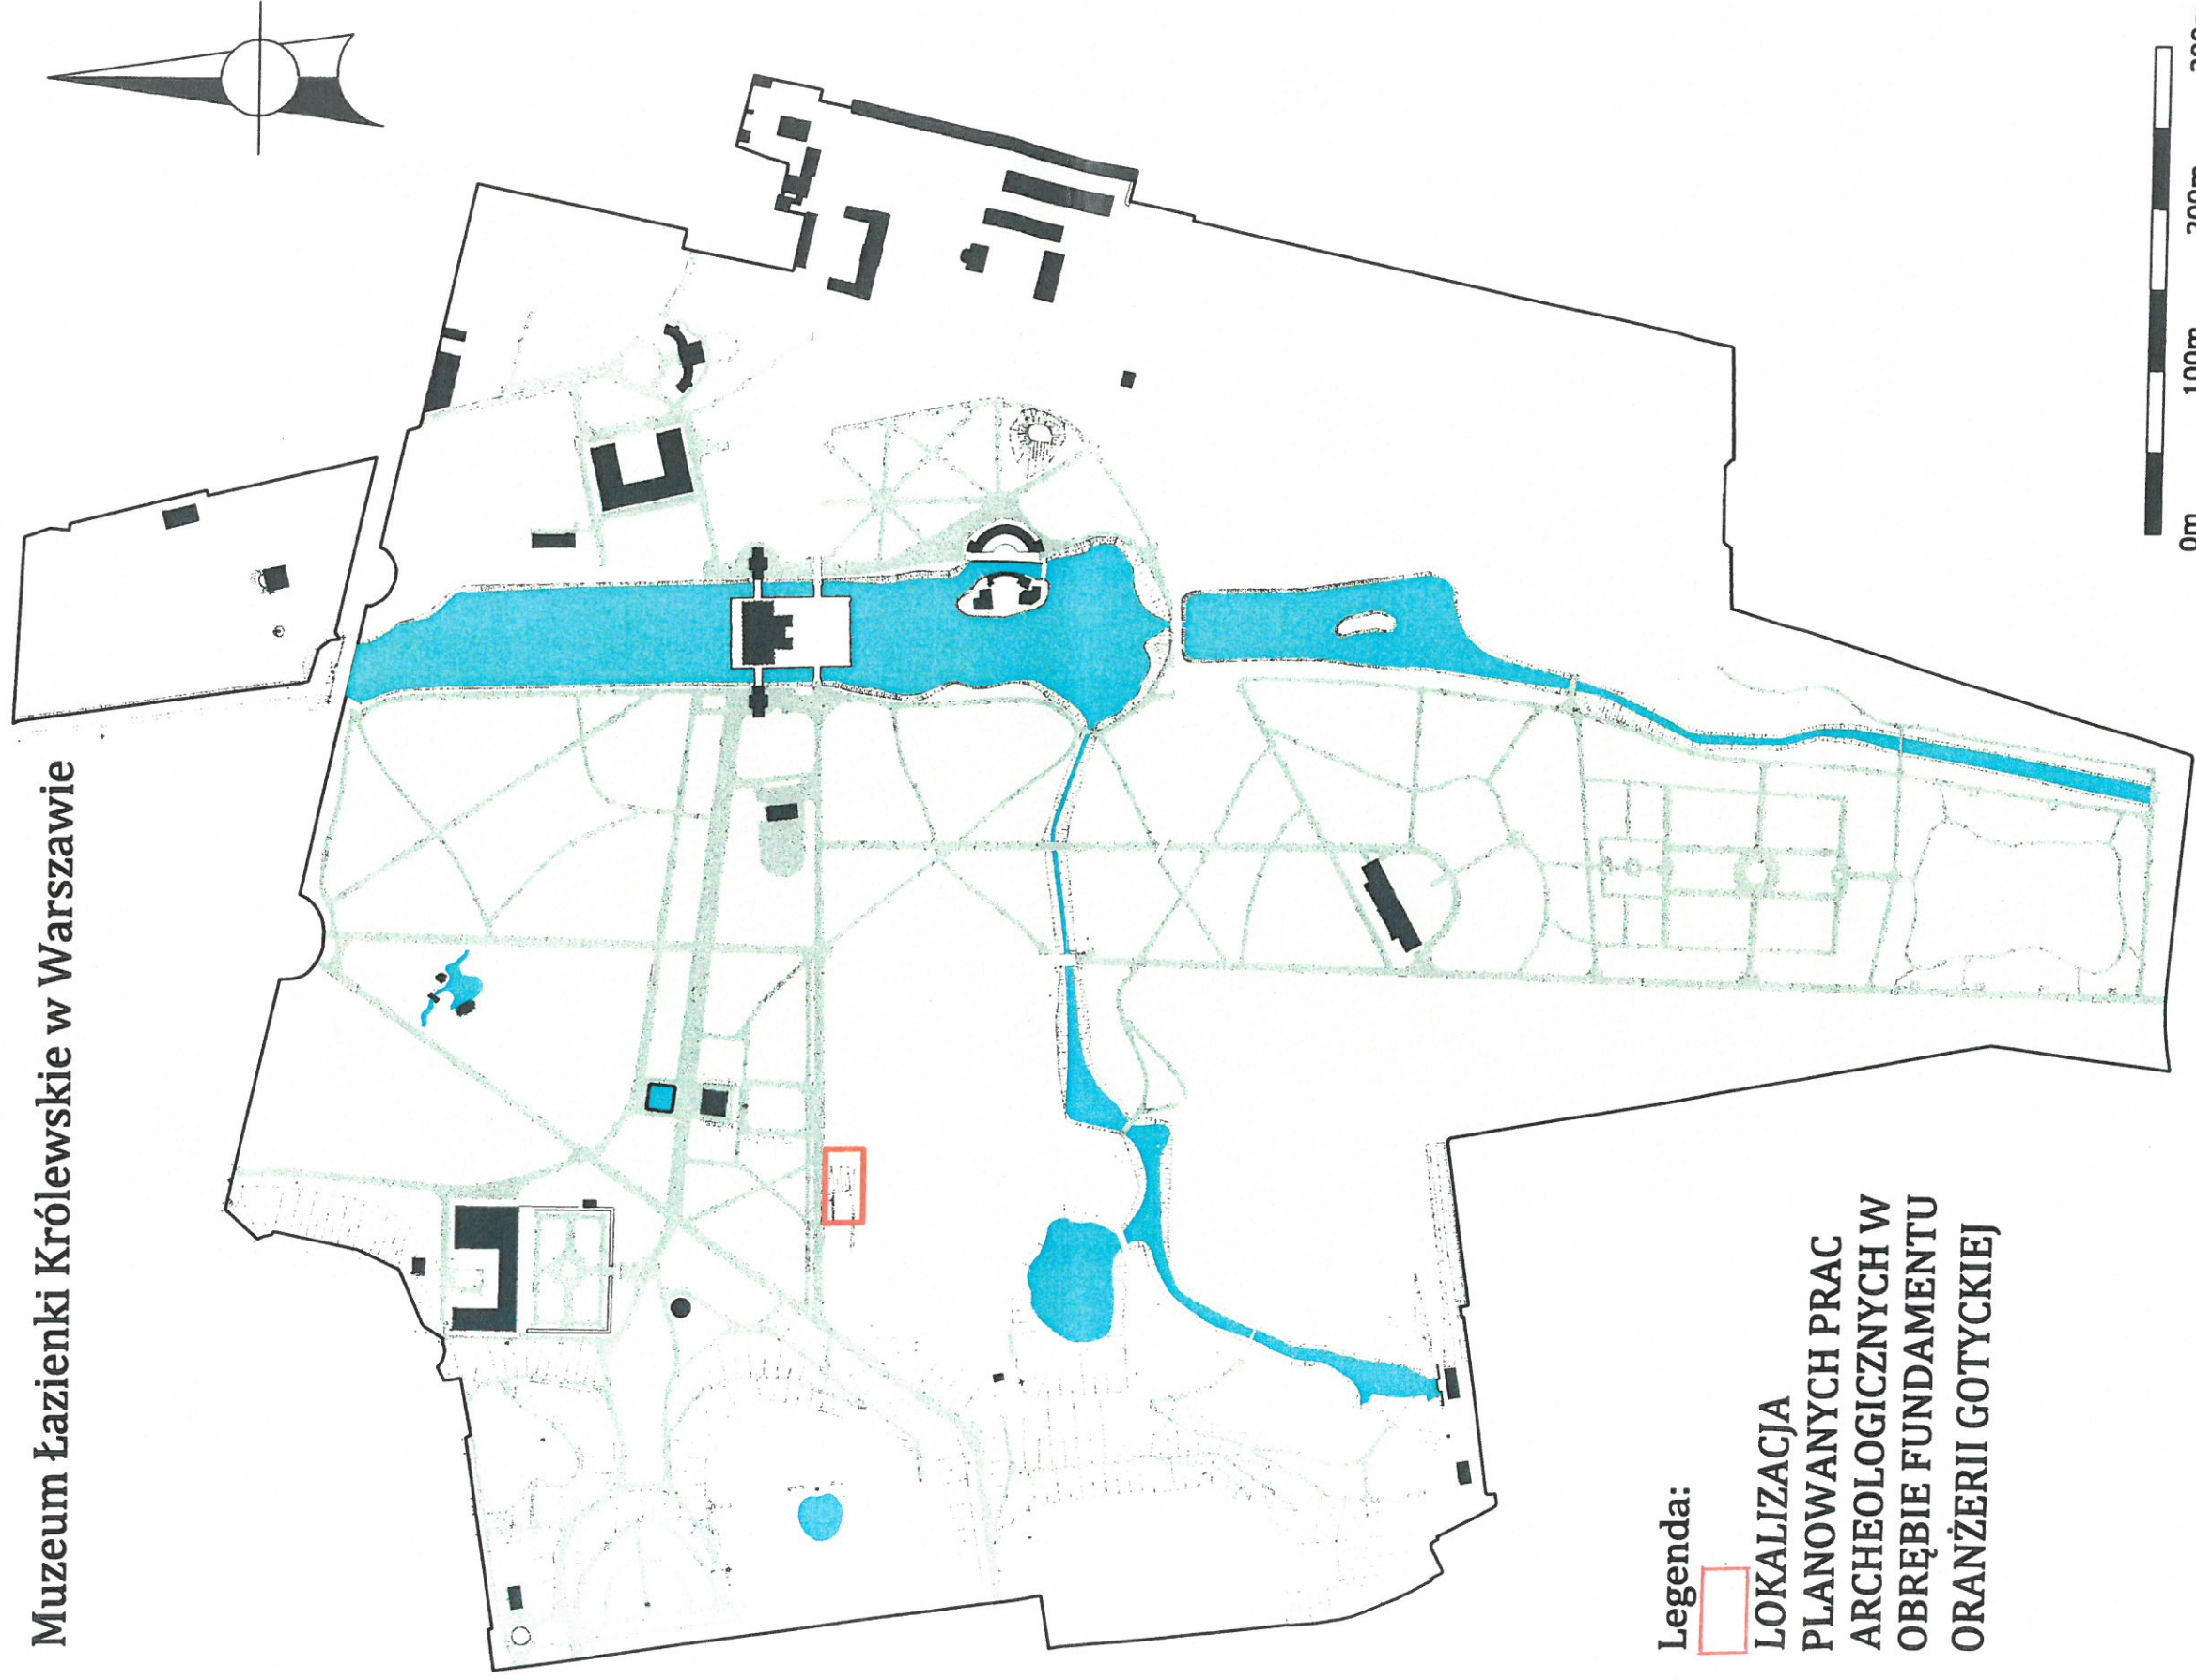 Muzeum Łazienki Królewskie w Warszawie
Legenda:
LOKALIZACJA
PLANOWANYCH PRAC
ARCHEOLOGICZNYCH W
OBRĘBIE FUNDAMENTU
ORANŻERII GOTYCKIEJ
0m 100m 200m